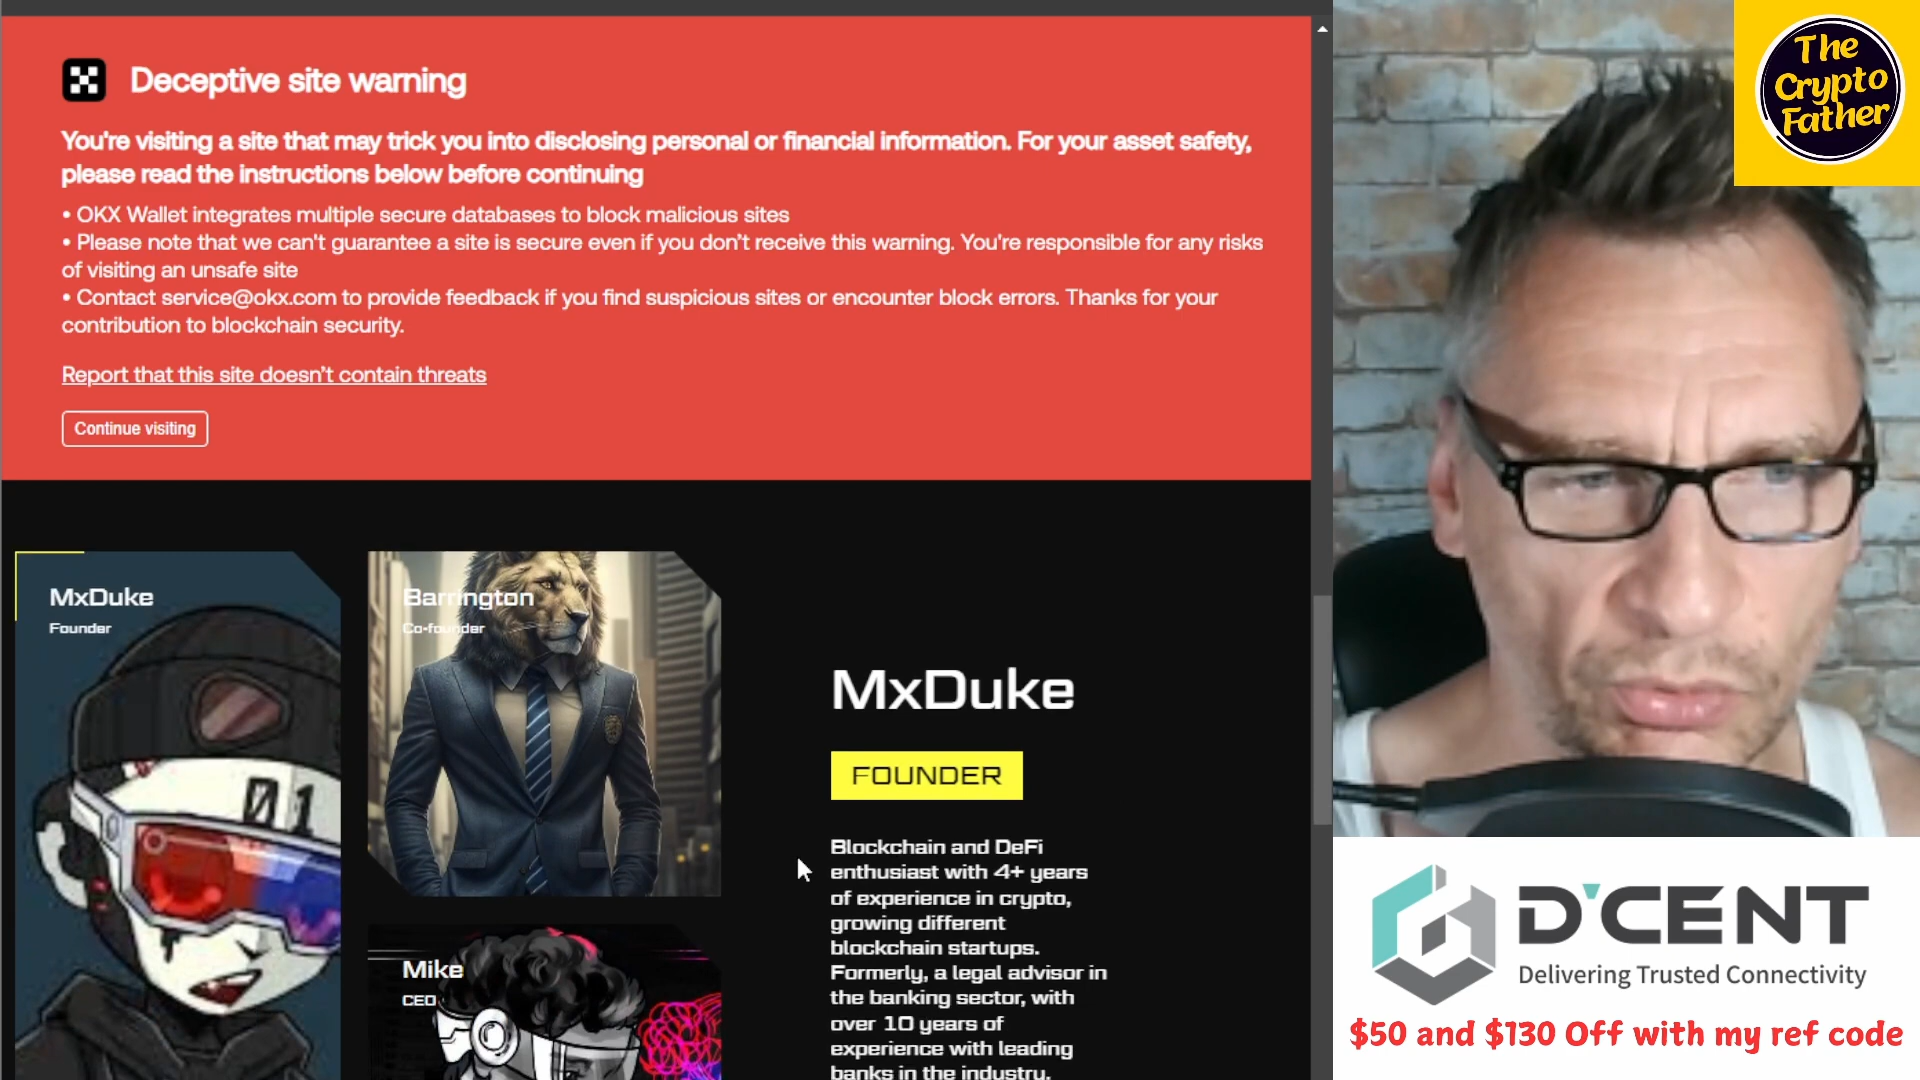 Deceptive site warning
You're visiting a site that may trick you into disclosing personal or financial information. For your asset safety,
please read the instructions below before continuing
• OKX Wallet integrates multiple secure databases to block malicious sites
• Please note that we can't guarantee a site is secure even if you don't receive this warning. You're responsible for any risks
of visiting an unsafe site
• Contact service@okx.com to provide feedback if you find suspicious sites or encounter block errors. Thanks for your
contribution to blockchain security.
Report that this site doesn't contain threats
Continue visiting
MxDuke
Founder
01
Barrington
Co-founder
Mike
CEO
MxDuke
FOUNDER
Blockchain and DeFi
enthusiast with 4+ years
of experience in crypto,
growing different
blockchain startups.
Formerly, a legal advisor in
the banking sector, with
over 10 years of
experience with leading
banks in the industry.
The
Crypto
Father
D'CENT
Delivering Trusted Connectivity
$50 and $130 Off with my ref code